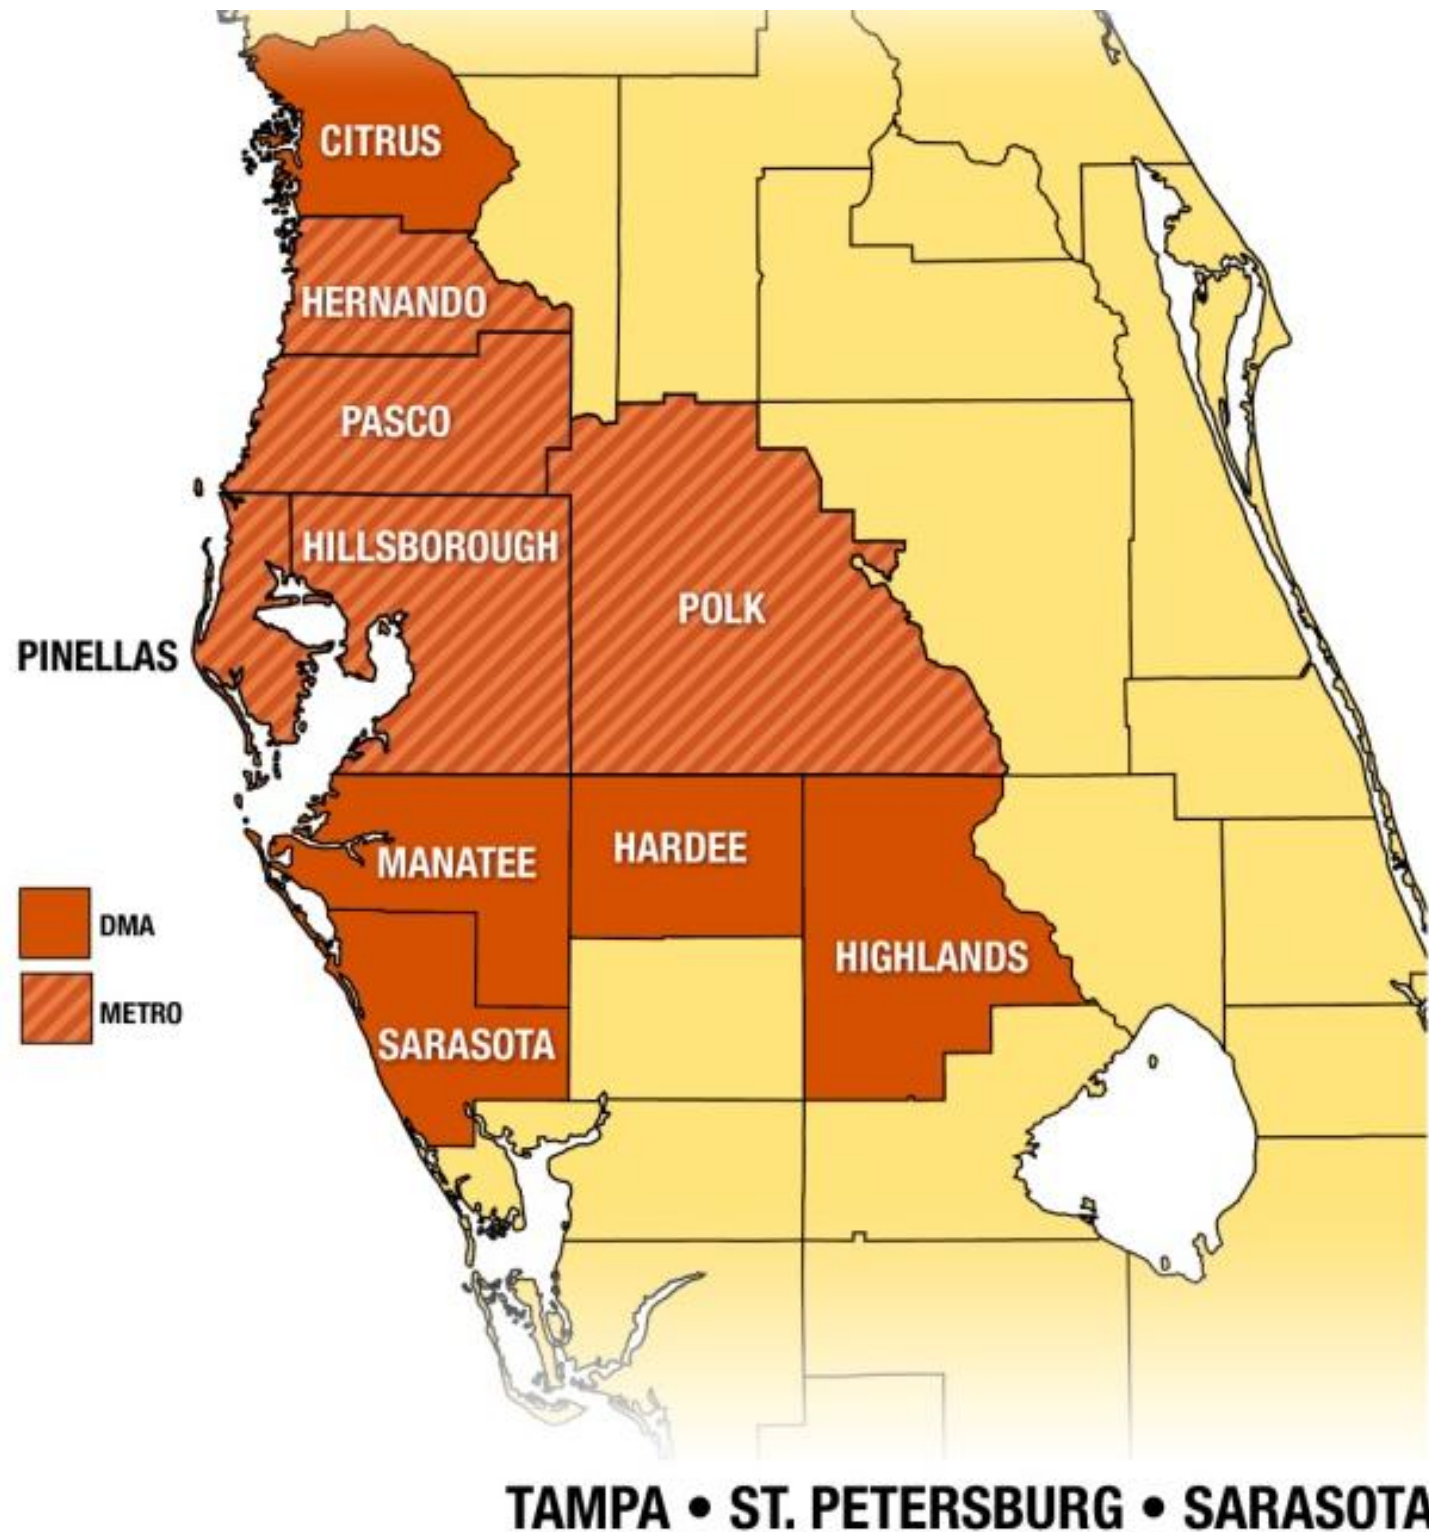 CITRUS
HERNANDO
PASCO
HILLSBOROUGH
POLK
PINELLAS
MANATEE
HARDEE
HIGHLANDS
SARASOTA
DMA
METRO
TAMPA • ST. PETERSBURG • SARASOTA